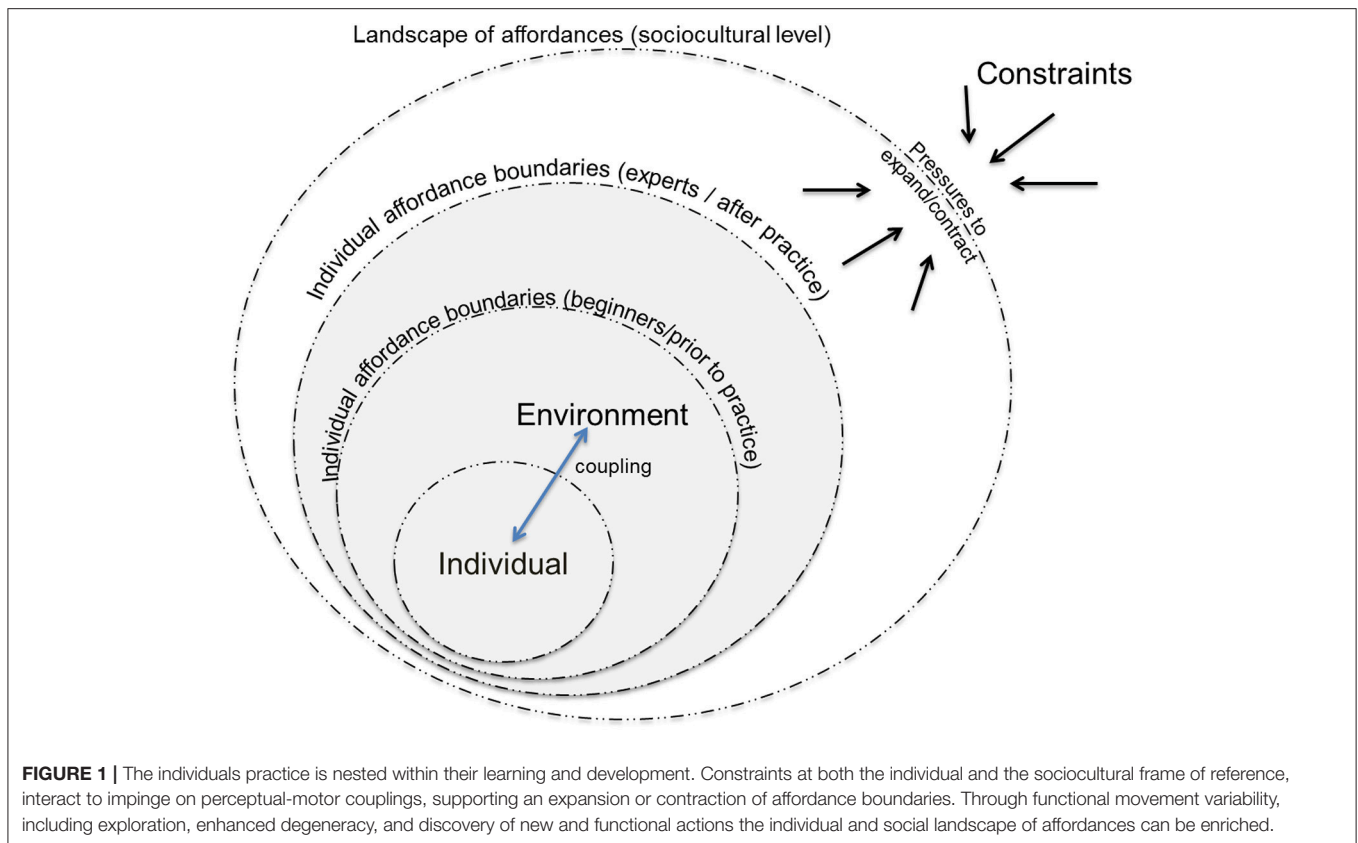 Landscape of affordances (sociocultural level)
Constraints
Pressures to
expand/contract
Individual affordance boundaries (experts / after practice)
Individual affordance boundaries (beginners/prior to practice)
Environment
coupling
Individual
FIGURE 1 | The individuals practice is nested within their learning and development. Constraints at both the individual and the sociocultural frame of reference,
interact to impinge on perceptual-motor couplings, supporting an expansion or contraction of affordance boundaries. Through functional movement variability,
including exploration, enhanced degeneracy, and discovery of new and functional actions the individual and social landscape of affordances can be enriched.